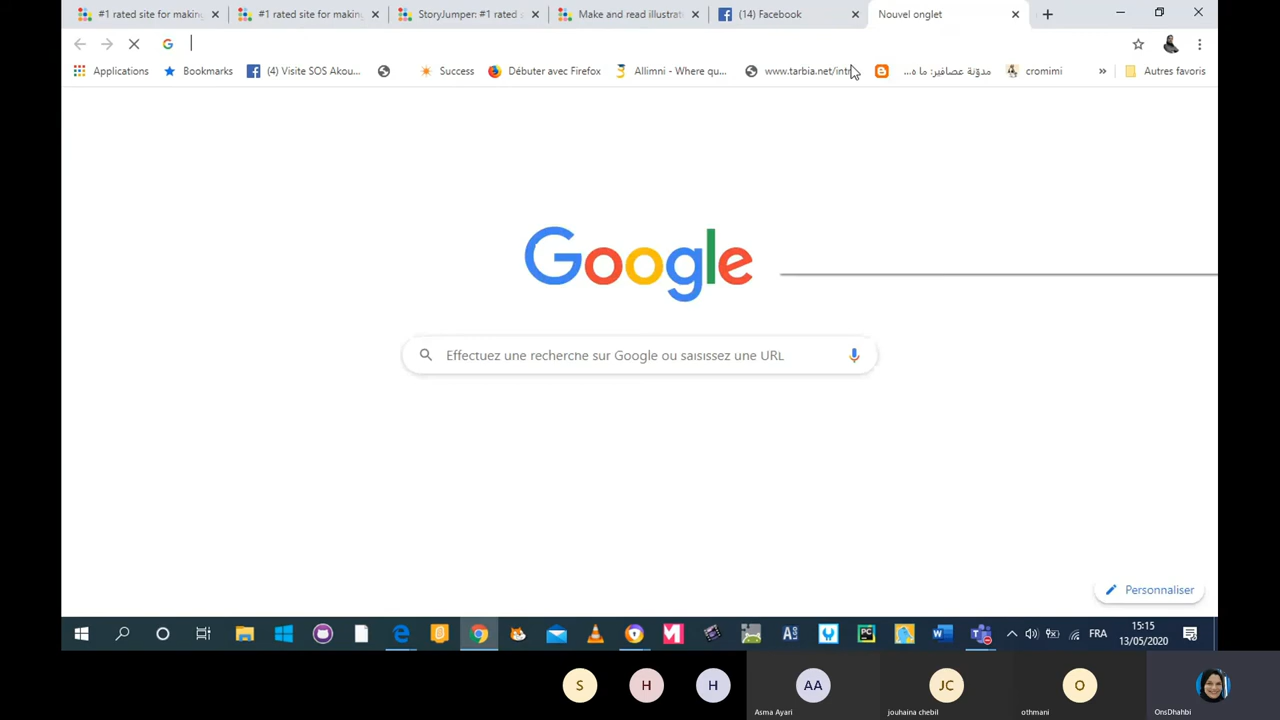 #1 rated site for makin
#1 rated site for makin
StoryJumper: #1 rated s
Make and read illustrat
(14) Facebook
Nouvel onglet
Applications
Bookmarks
(4) Visite SOS Akou...
Success
Débuter avec Firefox
Allimni - Where qu...
www.tarbia.net/intr
مدوّنة عصافير: ما ه...
cromimi
»
Autres favoris
Google
Effectuez une recherche sur Google ou saisissez une URL
Personnaliser
FRA
15:15
13/05/2020
S
H
H
AA
JC
O
Asma Ayari
jouhaina chebil
othmani
OnsDhahbi